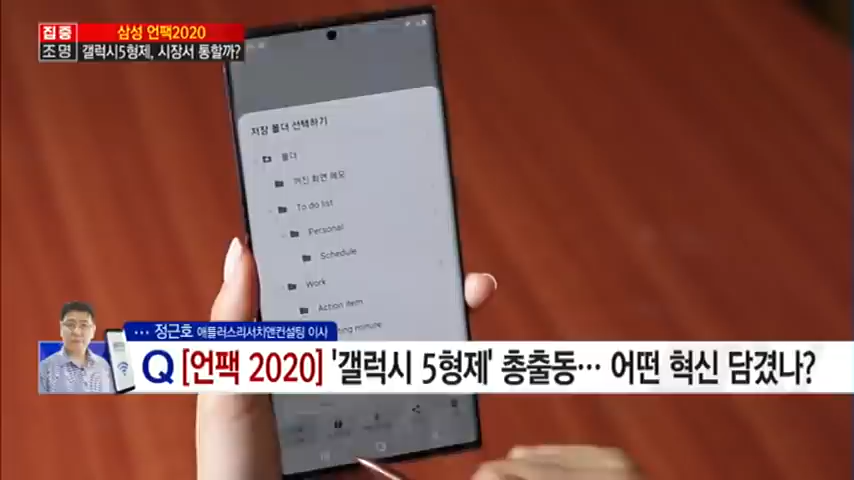 집중
조명
삼성 언팩2020
갤럭시5형제, 시장서 통할까?
저장 폴더 선택하기
폴더
꺼진 화면 메모
To do list
Personal
Schedule
Work
Action item
minute
... 정근호 애틀러스리서치앤컨설팅 이사
Q [언팩 2020] '갤럭시 5형제' 총출동... 어떤 혁신 담겼나?